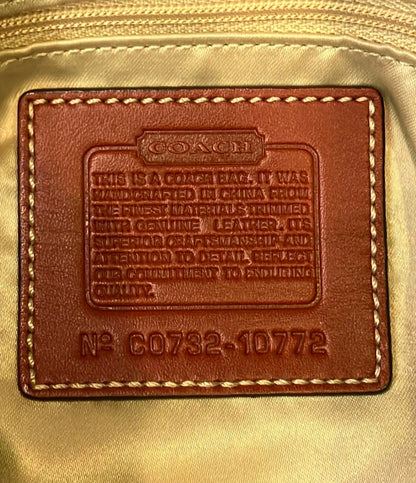 COACH
THIS IS A COACH BAG. IT WAS
HANDCRAFTED IN CHINA FROM
THE FINEST MATERIALS TRIMMED
WITH GENUINE LEATHER. ITS
SUPERIOR CRAFTSMANSHIP AND
ATTENTION TO DETAIL REFLECT
OUR COMMITMENT TO ENDURING
QUALITY.
Nº C0732-10772